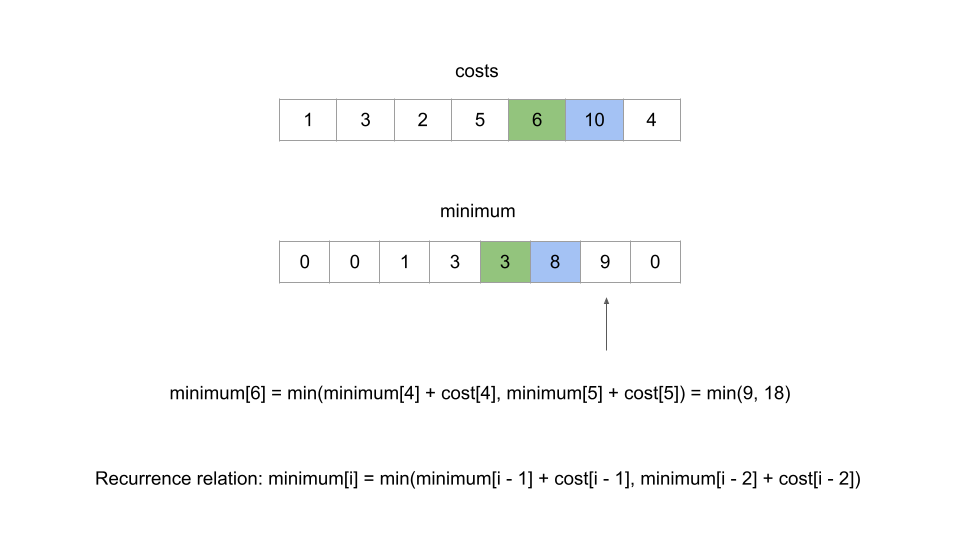 costs
1 3 2 5 6 10 4
minimum
0 0 1 3 3 8 9 0
minimum[6] = min(minimum[4] + cost[4], minimum[5] + cost[5]) = min(9, 18)
Recurrence relation: minimum[i] = min(minimum[i - 1] + cost[i - 1], minimum[i - 2] + cost[i - 2])